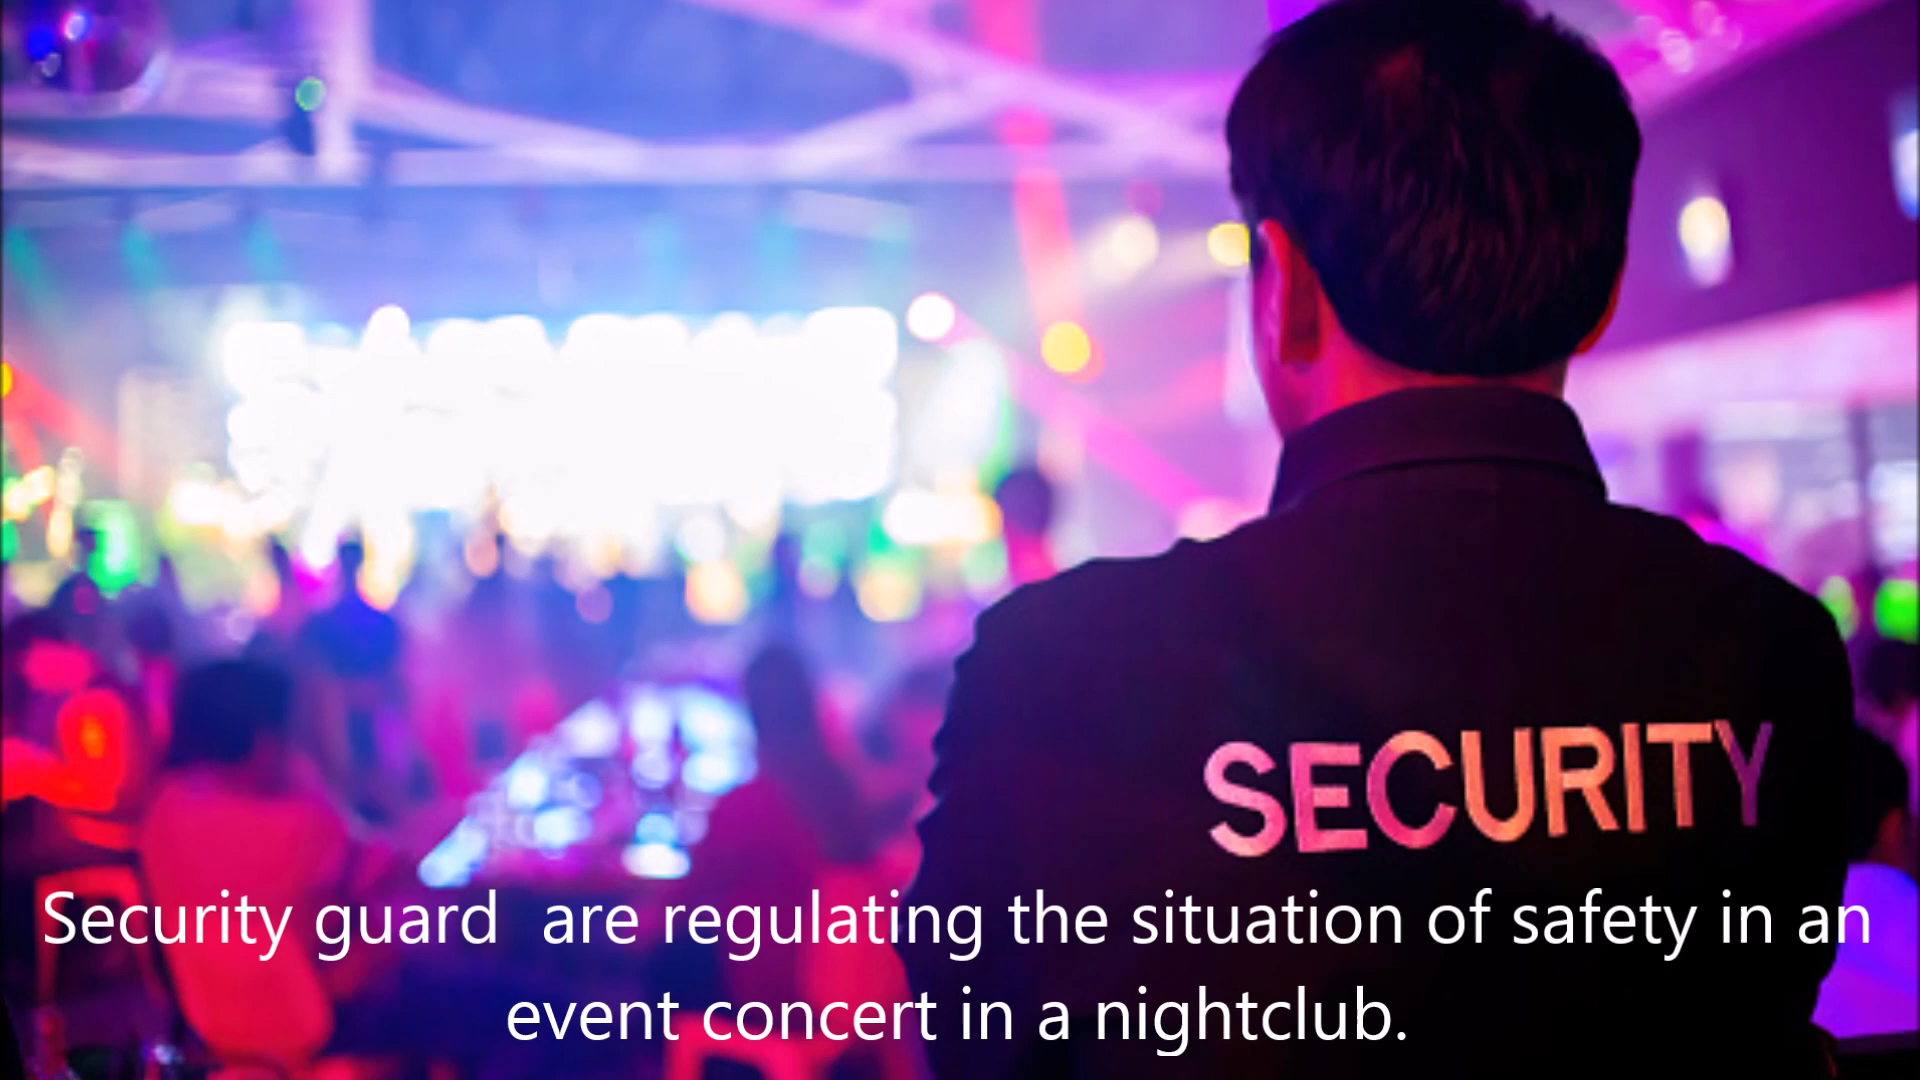 SECURITY
Security guard  are regulating the situation of safety in an
event concert in a nightclub.